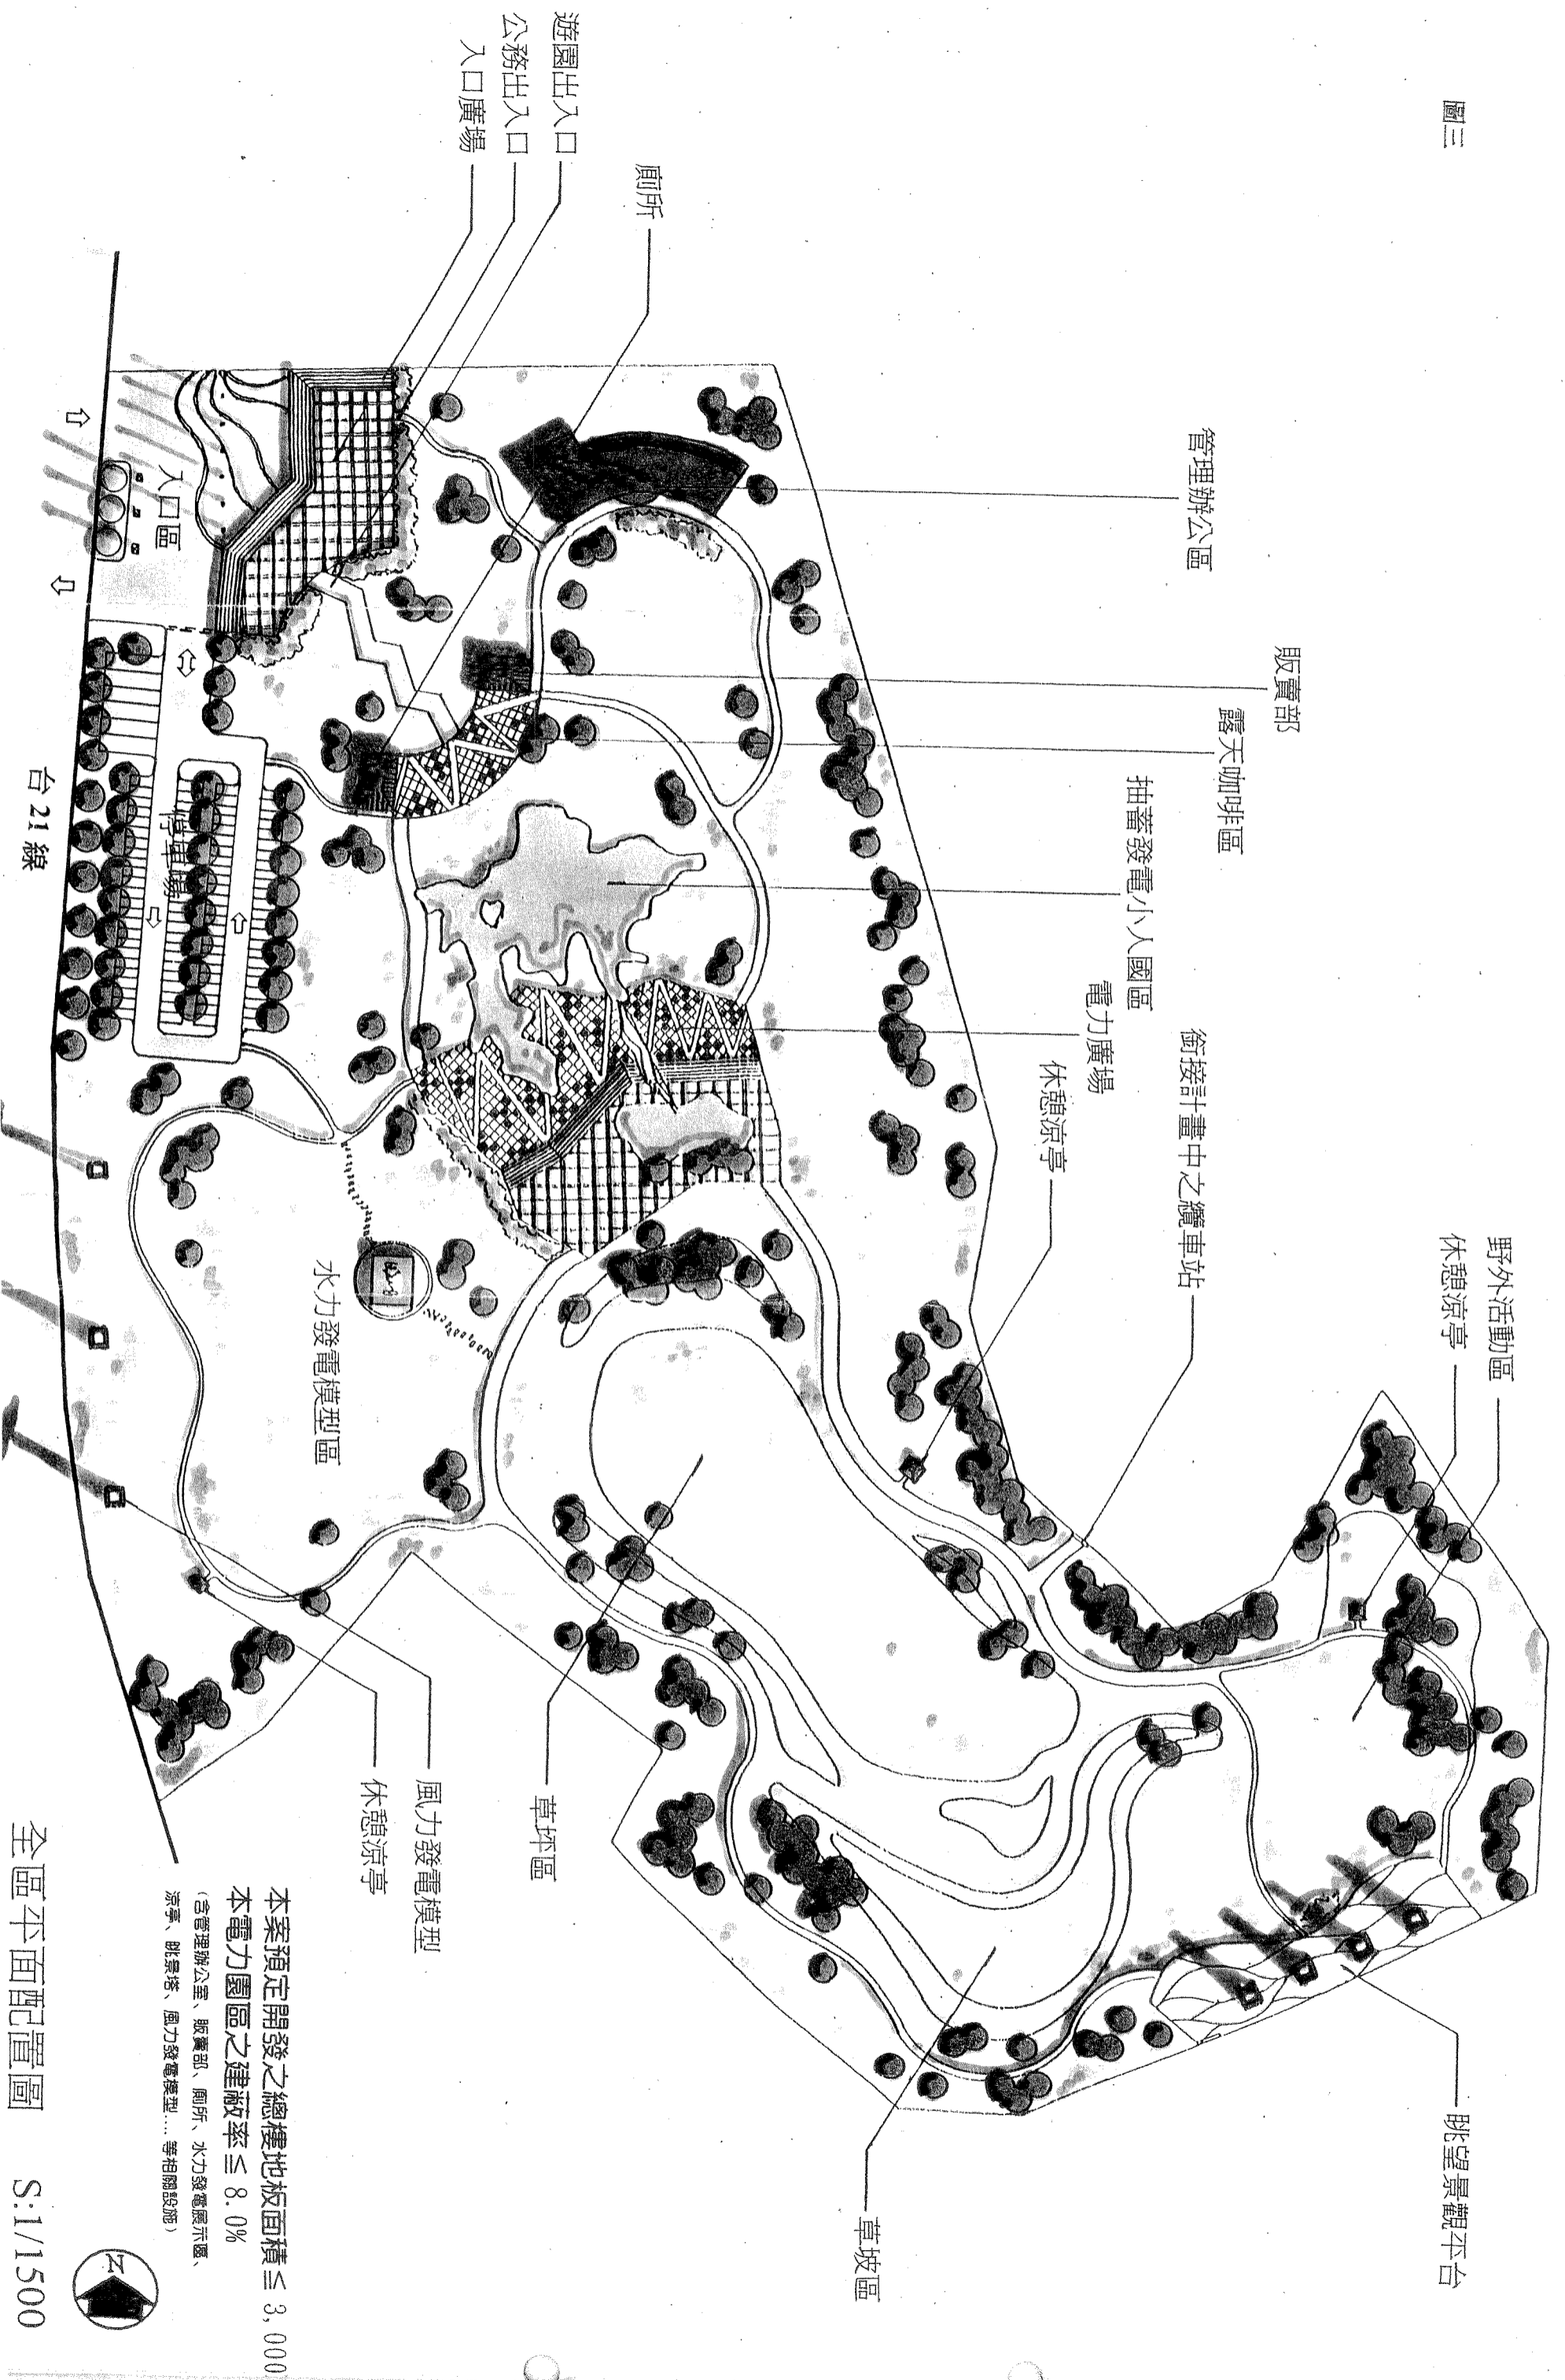 圖三
野外活動區
休憩涼亭
眺望景觀平台
販賣部
露天咖啡區
管理辦公區
銜接計畫中之纜車站
抽蓄發電小人國區
電力廣場
休憩涼亭
草坡區
廁所
遊園出入口
公務出入口
入口廣場
草坪區
風力發電模型
休憩涼亭
水力發電模型區
入口區
停車場
台21線
本案預定開發之總樓地板面積≦3,000
本電力園區之建蔽率≦8.0%
(含管理辦公室、販賣部、廁所、水力發電展示區、
涼亭、眺景塔、風力發電模型....等相關設施)
N
全區平面配置圖 S:1/1500